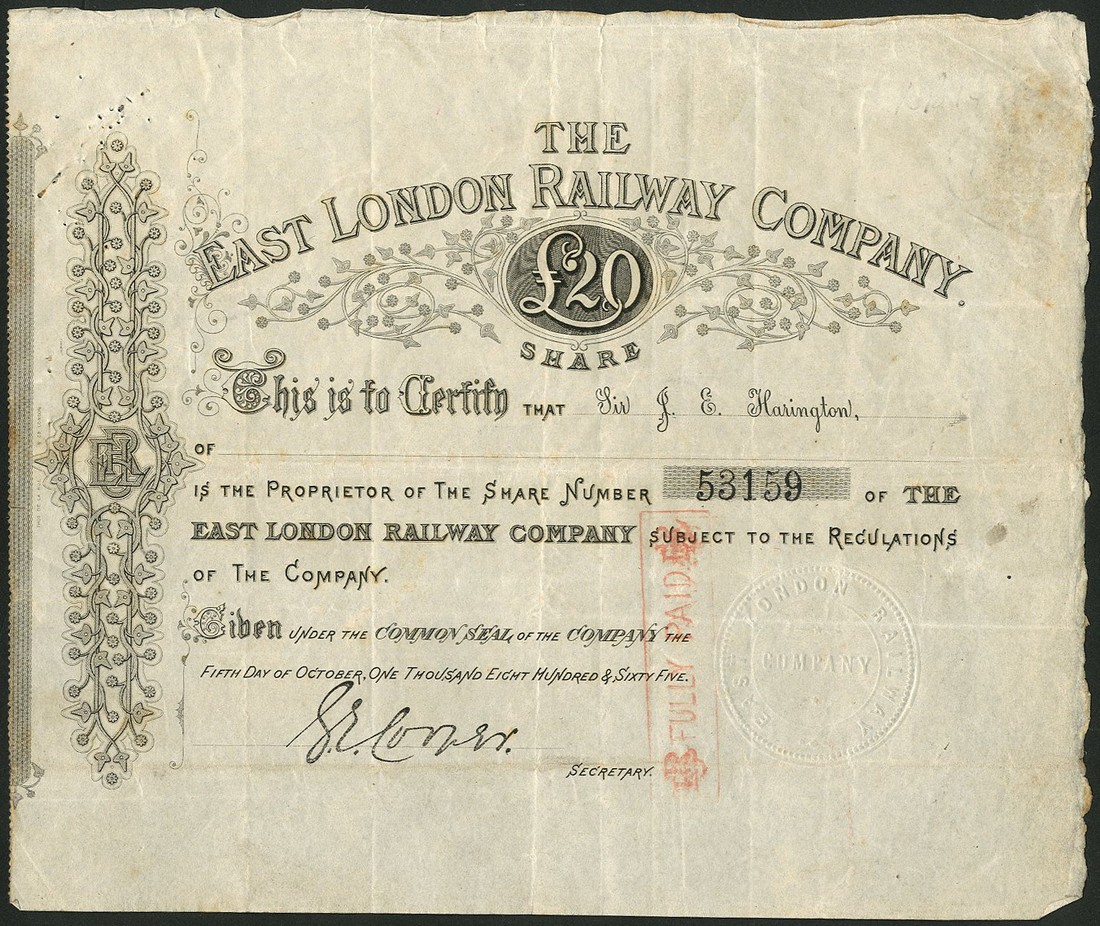 THE
EAST LONDON RAILWAY COMPANY.
£20
SHARE
This is to Certify THAT Sir J. E. Harington,
OF
IS THE PROPRIETOR OF THE SHARE NUMBER 53159 OF THE
EAST LONDON RAILWAY COMPANY SUBJECT TO THE REGULATIONS
OF THE COMPANY.
Given UNDER THE COMMON SEAL OF THE COMPANY THE
FIFTH DAY OF OCTOBER, ONE THOUSAND EIGHT HUNDRED & SIXTY FIVE.
G. E. Cooper.
SECRETARY.
FULLY PAID.
EAST LONDON RAILWAY
COMPANY
ELR